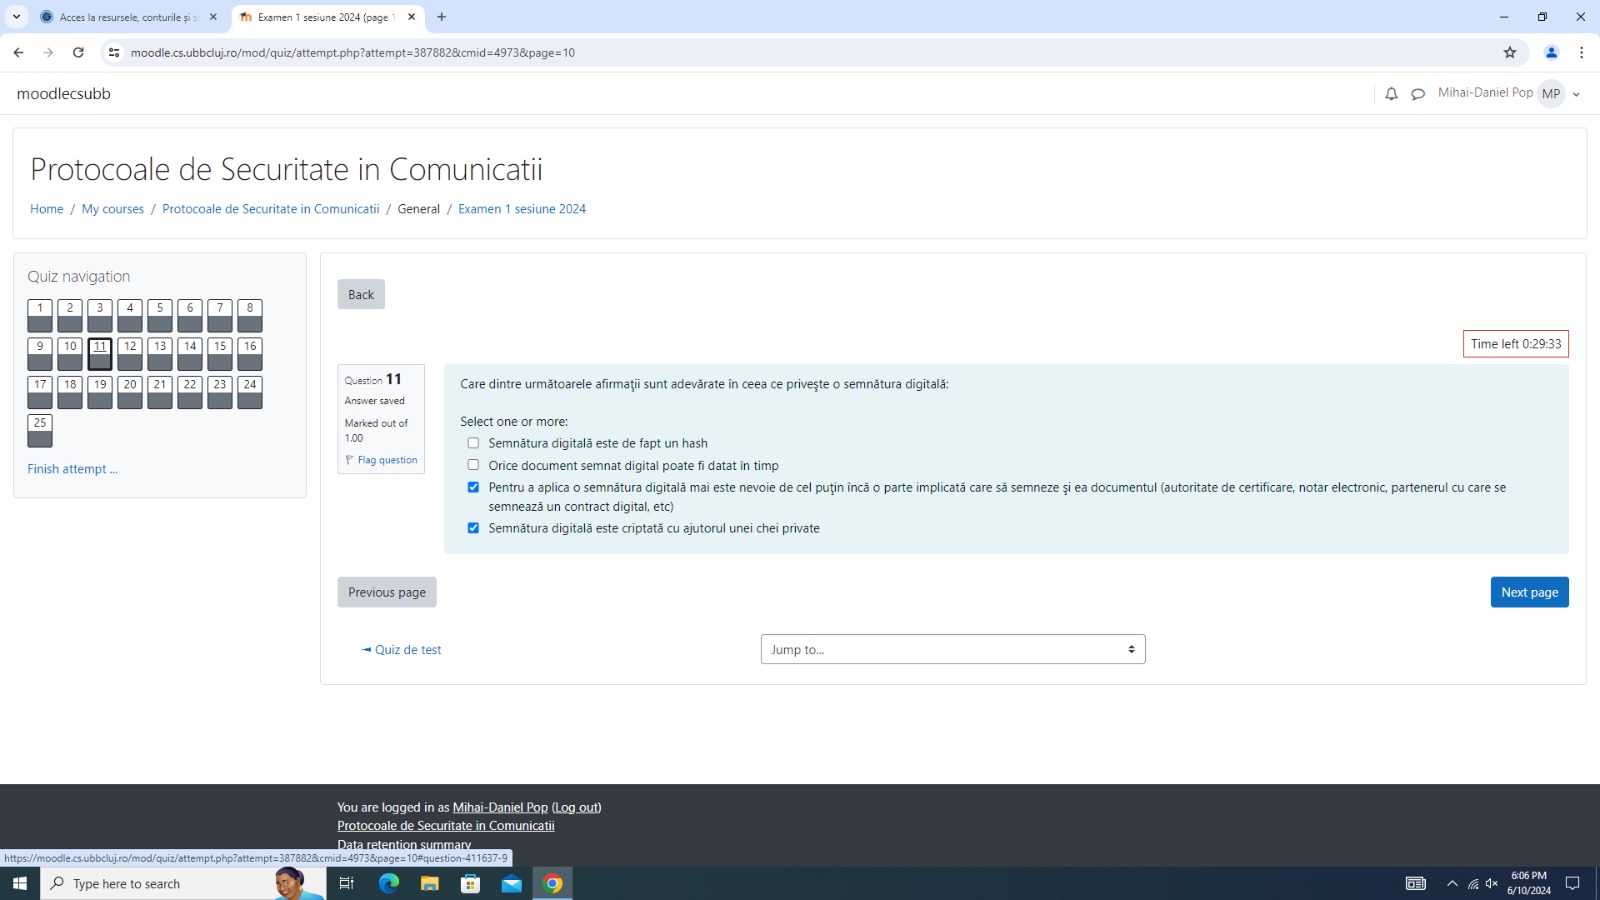 Acces la resursele, conturile și s
Examen 1 sesiune 2024 (page 1
moodle.cs.ubbcluj.ro/mod/quiz/attempt.php?attempt=387882&cmid=4973&page=10
moodlecsubb
Mihai-Daniel Pop MP
Protocoale de Securitate in Comunicatii
Home / My courses / Protocoale de Securitate in Comunicatii / General / Examen 1 sesiune 2024
Quiz navigation
1 2 3 4 5 6 7 8
9 10 11 12 13 14 15 16
17 18 19 20 21 22 23 24
25
Finish attempt ...
Back
Time left 0:29:33
Question 11
Answer saved
Marked out of
1.00
Flag question
Care dintre următoarele afirmaţii sunt adevărate în ceea ce priveşte o semnătura digitală:
Select one or more:
Semnătura digitală este de fapt un hash
Orice document semnat digital poate fi datat în timp
Pentru a aplica o semnătura digitală mai este nevoie de cel puţin încă o parte implicată care să semneze şi ea documentul (autoritate de certificare, notar electronic, partenerul cu care se
semnează un contract digital, etc)
Semnătura digitală este criptată cu ajutorul unei chei private
Previous page
Next page
◄ Quiz de test
Jump to...
You are logged in as Mihai-Daniel Pop (Log out)
Protocoale de Securitate in Comunicatii
Data retention summary
https://moodle.cs.ubbcluj.ro/mod/quiz/attempt.php?attempt=387882&cmid=4973&page=10#question-411637-9
Type here to search
6:06 PM
6/10/2024